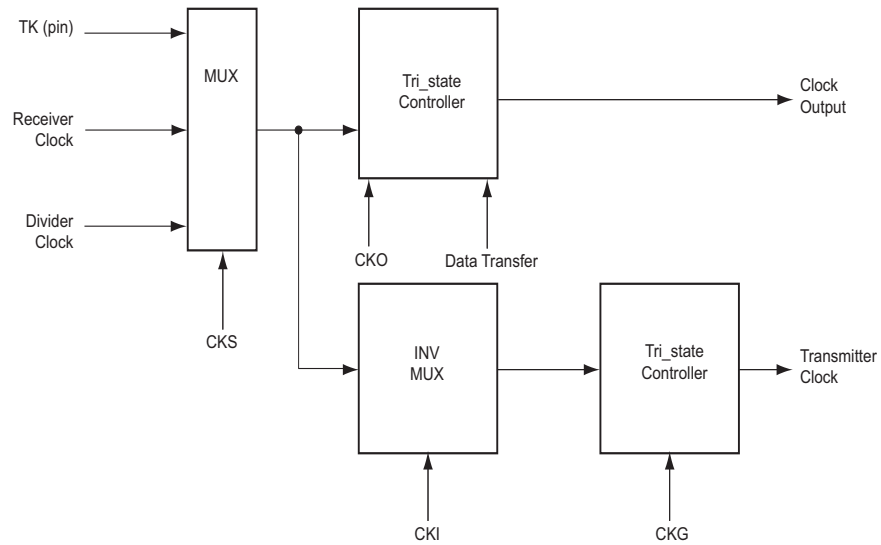 TK (pin)
MUX
Tri_state
Controller
Clock
Output
Receiver
Clock
Divider
Clock
CKO
Data Transfer
CKS
INV
MUX
Tri_state
Controller
Transmitter
Clock
CKI
CKG